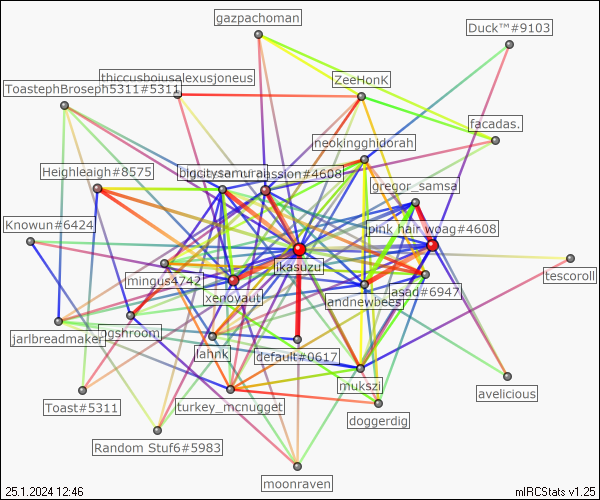 gazpachoman
Duck™#9103
thiccusboiusalexusjoneus
ZeeHonK
ToastephBroseph5311#5311
facadas.
neokingghidorah
Heighleaigh#8575
bigcitysamurai
assion#4608
gregor_samsa
Knowun#6424
pink hair woag#4608
ikasuzu
tescoroll
mingus4742
asad#6947
xenoyaut
landnewbees
jarlbreadmaker
ogshroom
lahnk
default#0617
mukszi
avelicious
Toast#5311
turkey_mcnugget
doggerdig
Random Stuf6#5983
moonraven
25.1.2024 12:46
mIRCStats v1.25